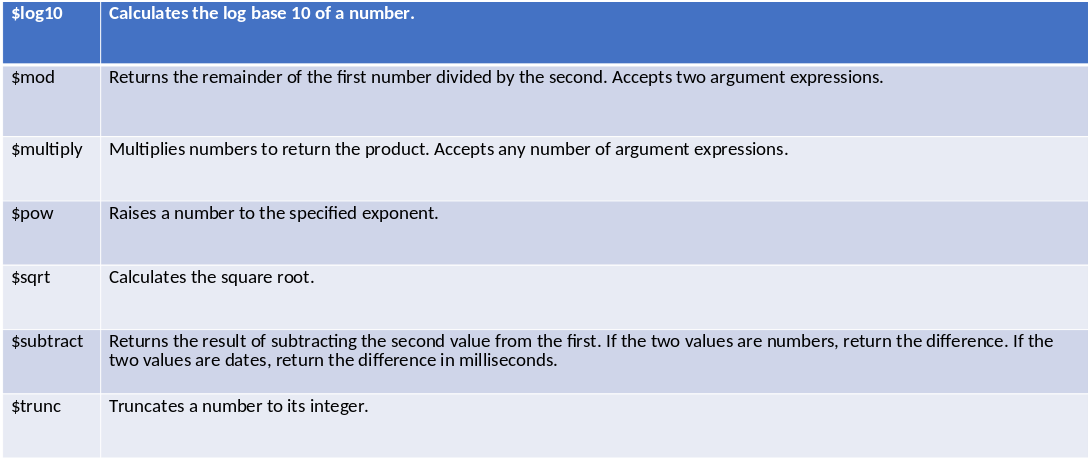 $log10 Calculates the log base 10 of a number.
$mod Returns the remainder of the first number divided by the second. Accepts two argument expressions.
$multiply Multiplies numbers to return the product. Accepts any number of argument expressions.
$pow Raises a number to the specified exponent.
$sqrt Calculates the square root.
$subtract Returns the result of subtracting the second value from the first. If the two values are numbers, return the difference. If the
two values are dates, return the difference in milliseconds.
$trunc Truncates a number to its integer.